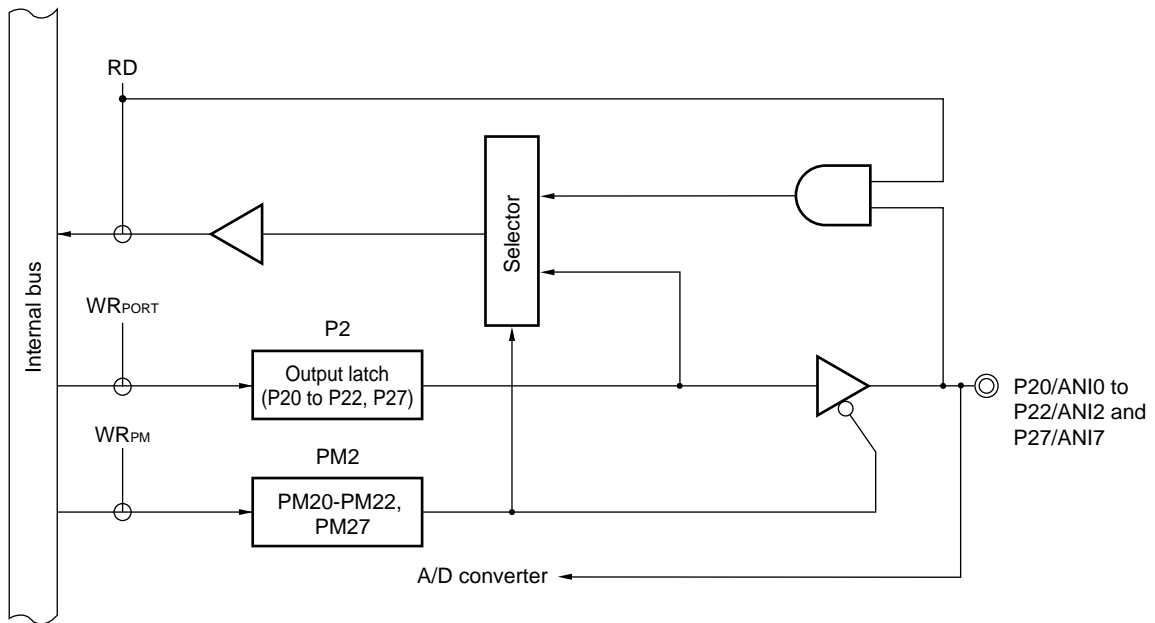 RD
Selector
Internal bus
WRPORT
P2
Output latch
(P20 to P22, P27)
P20/ANI0 to
P22/ANI2 and
P27/ANI7
WRPM
PM2
PM20-PM22,
PM27
A/D converter